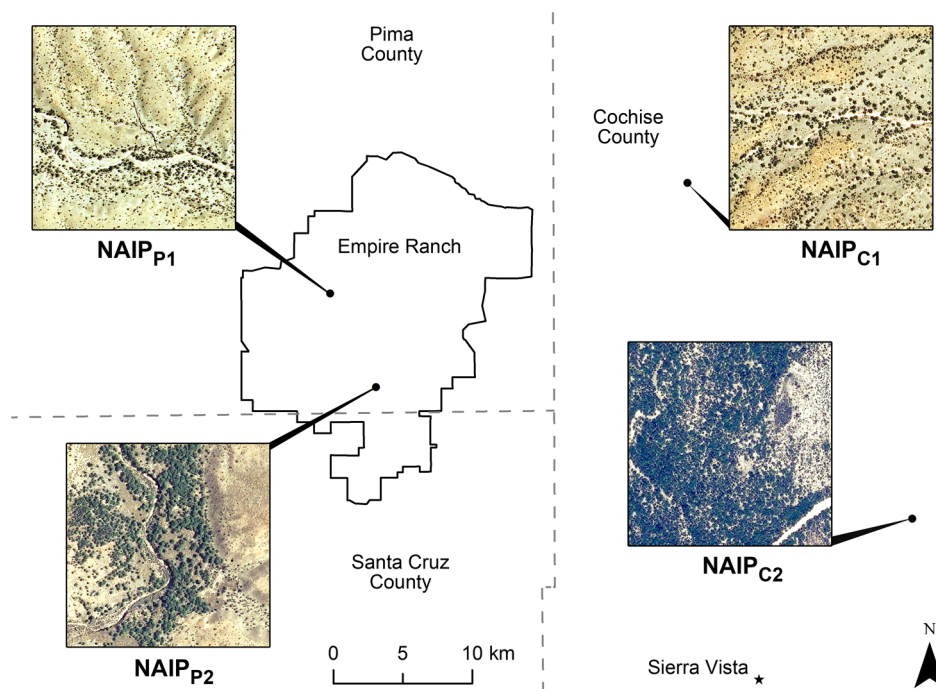 Pima
County
Cochise
County
NAIPP1
Empire Ranch
NAIPC1
Santa Cruz
County
NAIPC2
NAIPP2
0 5 10 km
Sierra Vista
N